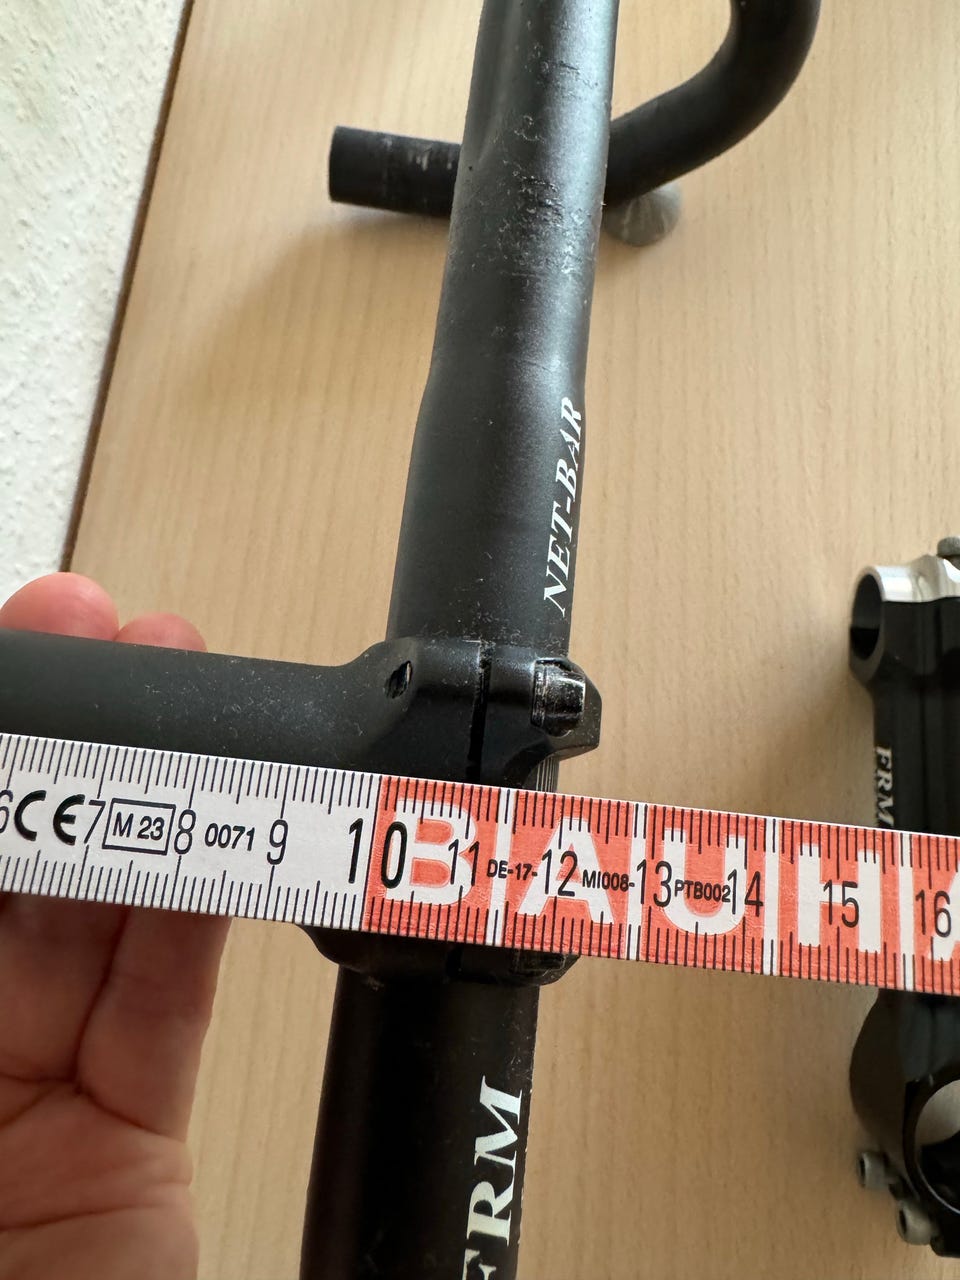 NET-BAR
FRM
6 CE 7 M 23 8 0071 9 10 11 DE-17- 12 MI008- 13 PTB002 14 15 16
BAUHA
FRM